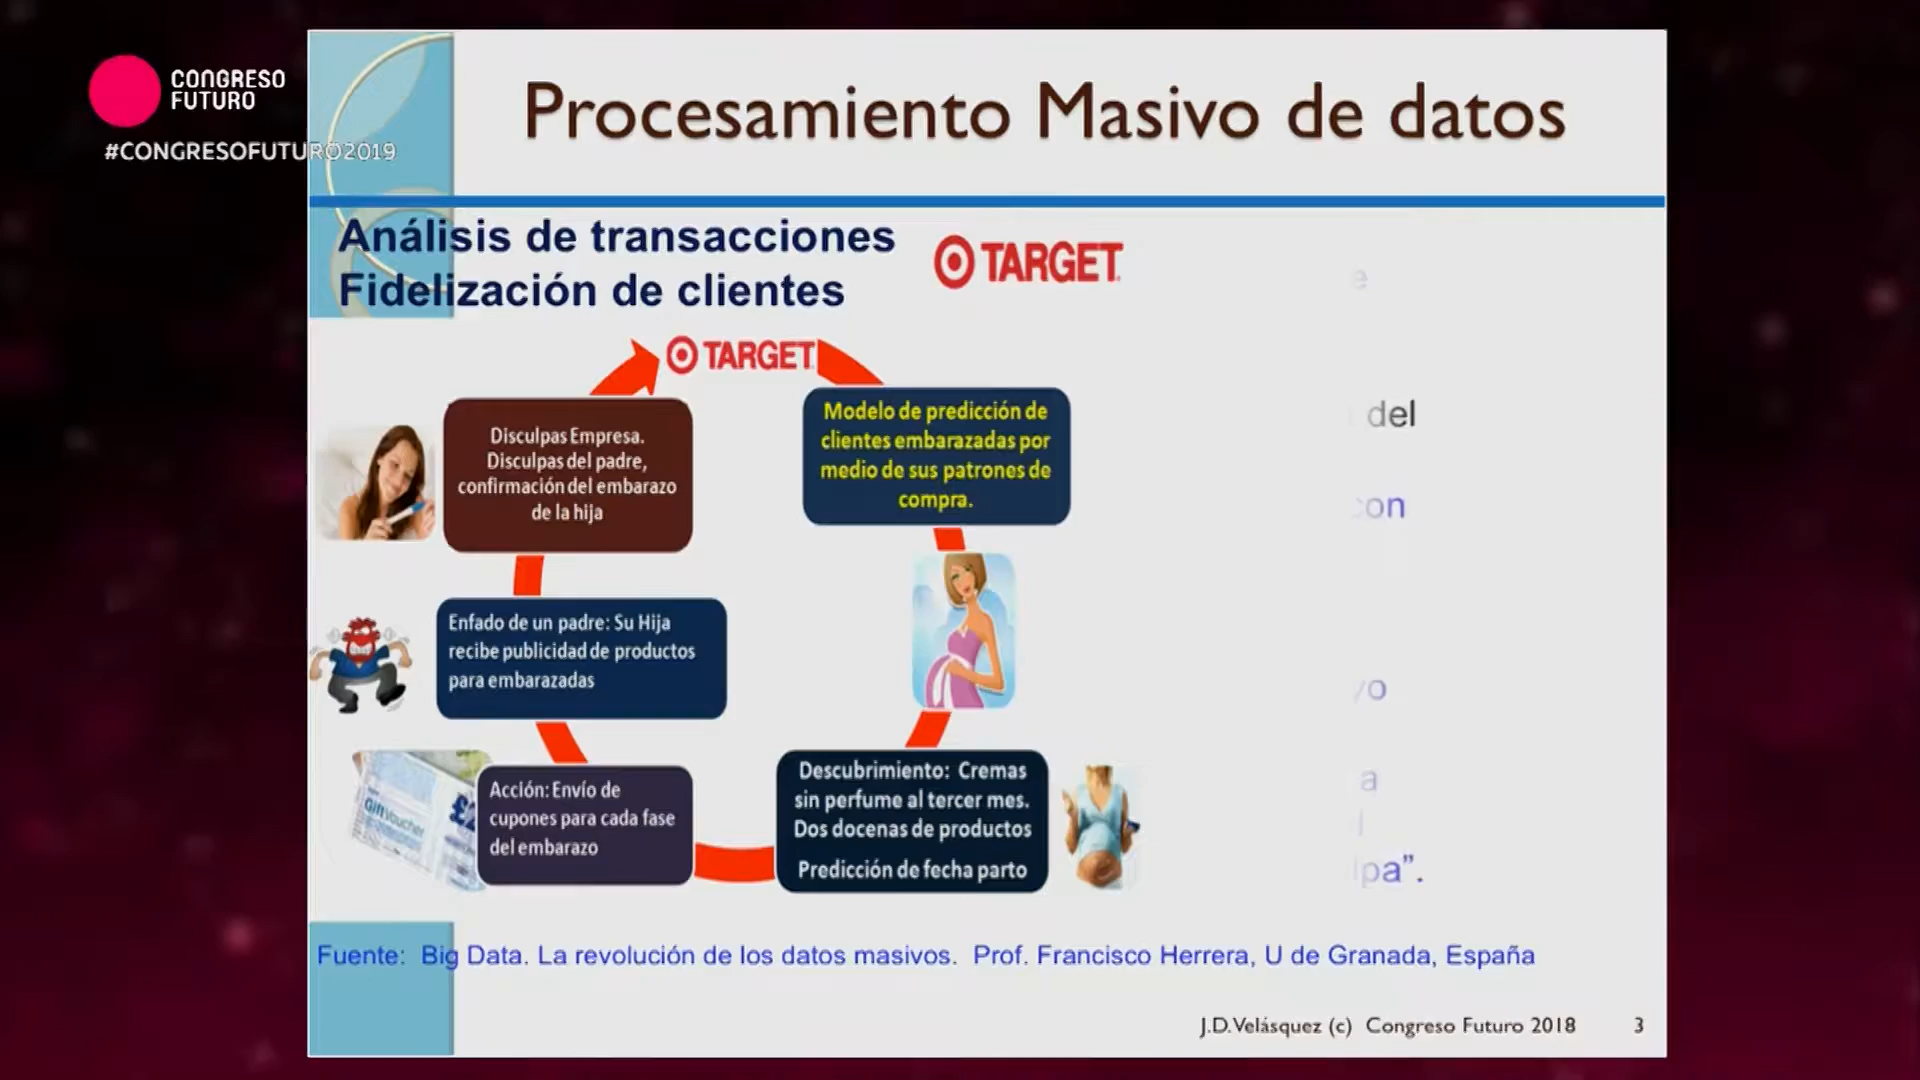 CONGRESO
FUTURO
#CONGRESOFUTURO2019
Procesamiento Masivo de datos
Análisis de transacciones
Fidelización de clientes
TARGET
TARGET
Modelo de predicción de
clientes embarazadas por
medio de sus patrones de
compra.
Descubrimiento: Cremas
sin perfume al tercer mes.
Dos docenas de productos
Predicción de fecha parto
Acción: Envío de
cupones para cada fase
del embarazo
Gift Voucher
Enfado de un padre: Su Hija
recibe publicidad de productos
para embarazadas
Disculpas Empresa.
Disculpas del padre,
confirmación del embarazo
de la hija
del
con
Fuente: Big Data. La revolución de los datos masivos. Prof. Francisco Herrera, U de Granada, España
J.D.Velásquez (c) Congreso Futuro 2018 3